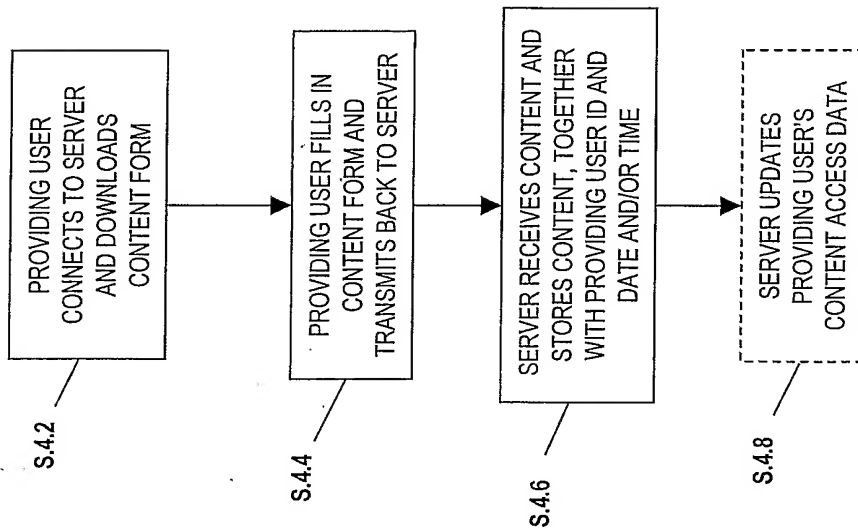 PROVIDING USER
CONNECTS TO SERVER
AND DOWNLOADS
CONTENT FORM
S.4.2
PROVIDING USER FILLS IN
CONTENT FORM AND
TRANSMITS BACK TO SERVER
S.4.4
SERVER RECEIVES CONTENT AND
STORES CONTENT, TOGETHER
WITH PROVIDING USER ID AND
DATE AND/OR TIME
S.4.6
SERVER UPDATES
PROVIDING USER'S
CONTENT ACCESS DATA
S.4.8